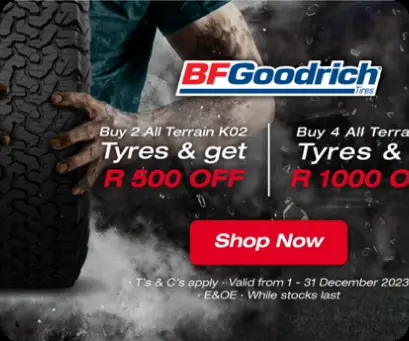 BFGoodrich
Tires
Buy 2 All Terrain K02
Tyres & get
R 500 OFF
Buy 4 All Terra
Tyres &
R 1000 O
Shop Now
· T's & C's apply · Valid from 1 - 31 December 2023
· E&OE · While stocks last